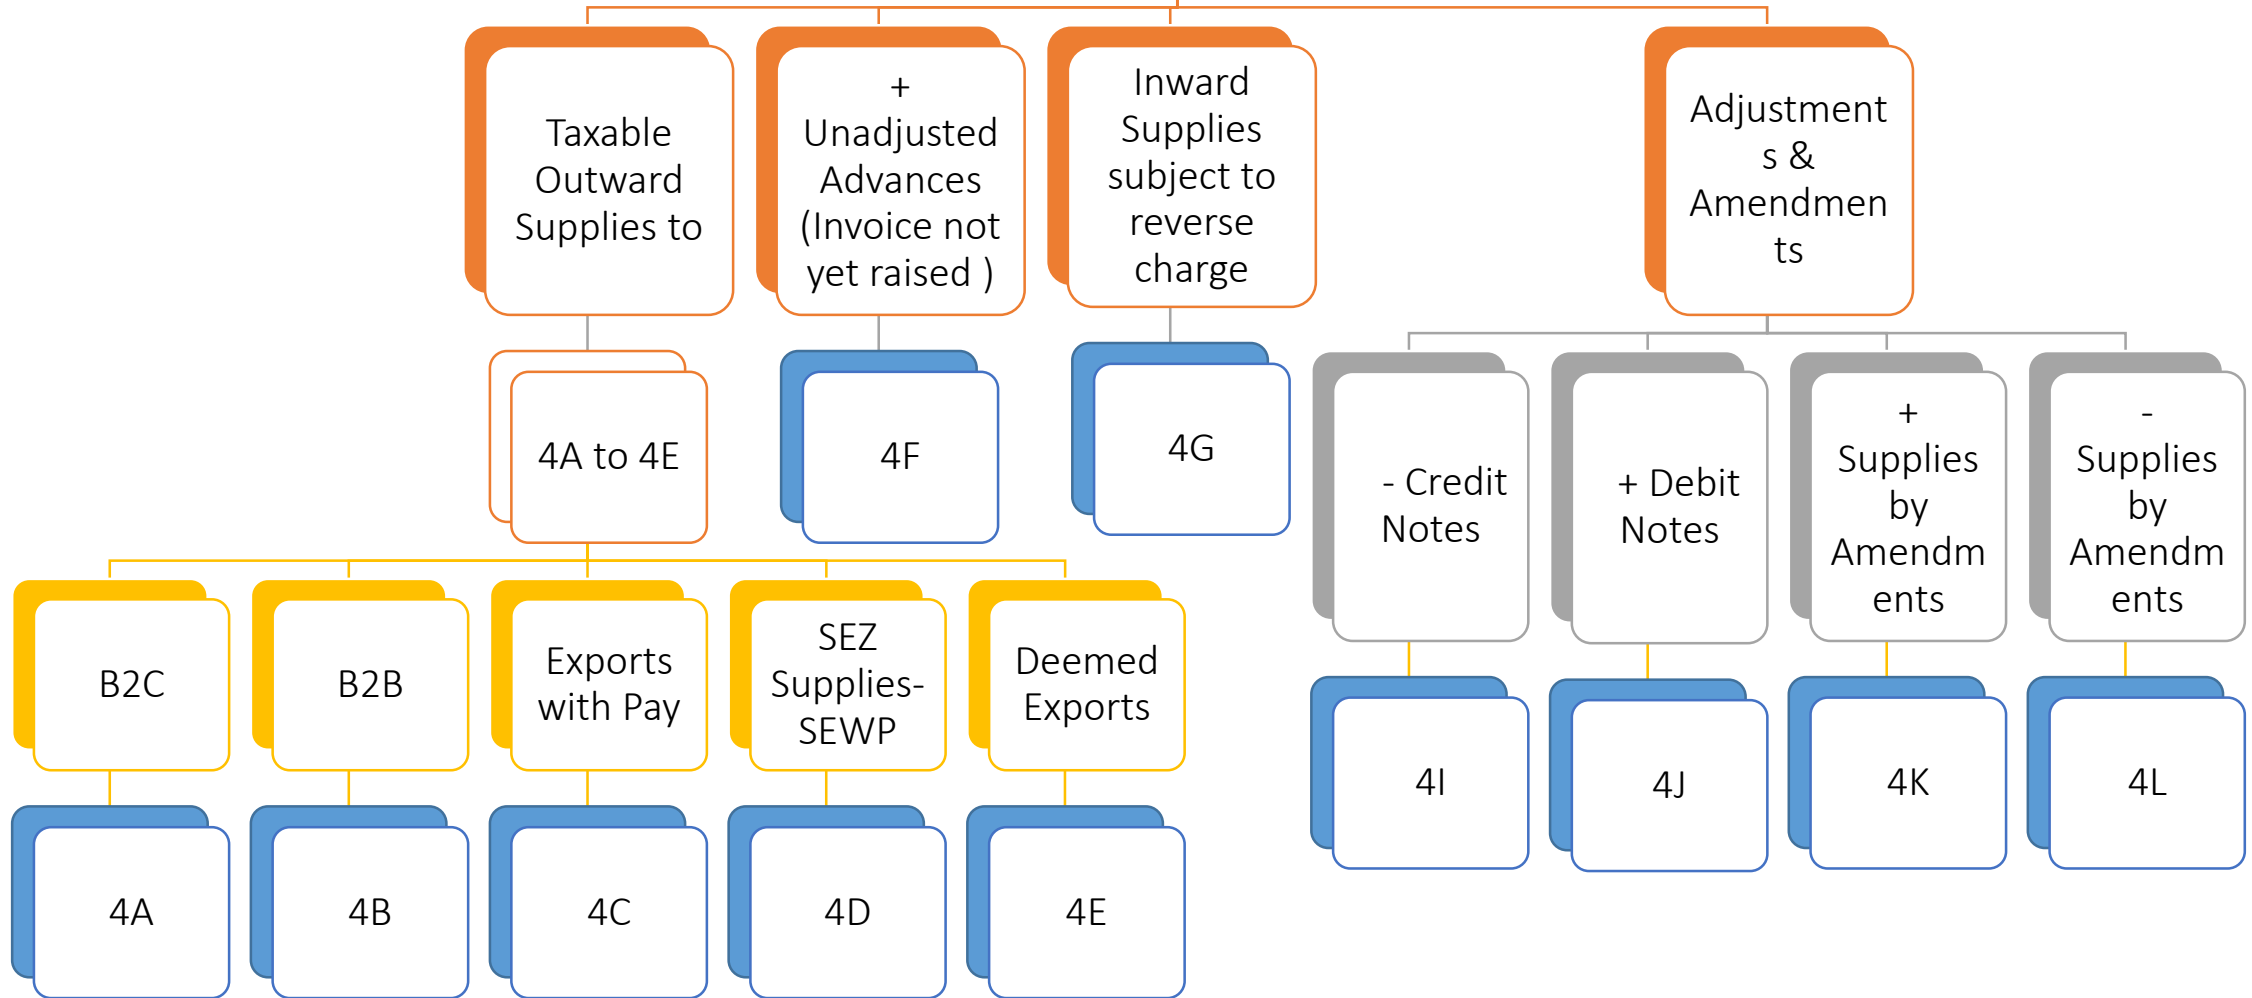 Taxable
Outward
Supplies to
+
Unadjusted
Advances
(Invoice not
yet raised )
Inward
Supplies
subject to
reverse
charge
Adjustment
s &
Amendmen
ts
4A to 4E
4F
4G
- Credit
Notes
+ Debit
Notes
+
Supplies
by
Amendm
ents
-
Supplies
by
Amendm
ents
B2C
B2B
Exports
with Pay
SEZ
Supplies-
SEWP
Deemed
Exports
4I
4J
4K
4L
4A
4B
4C
4D
4E